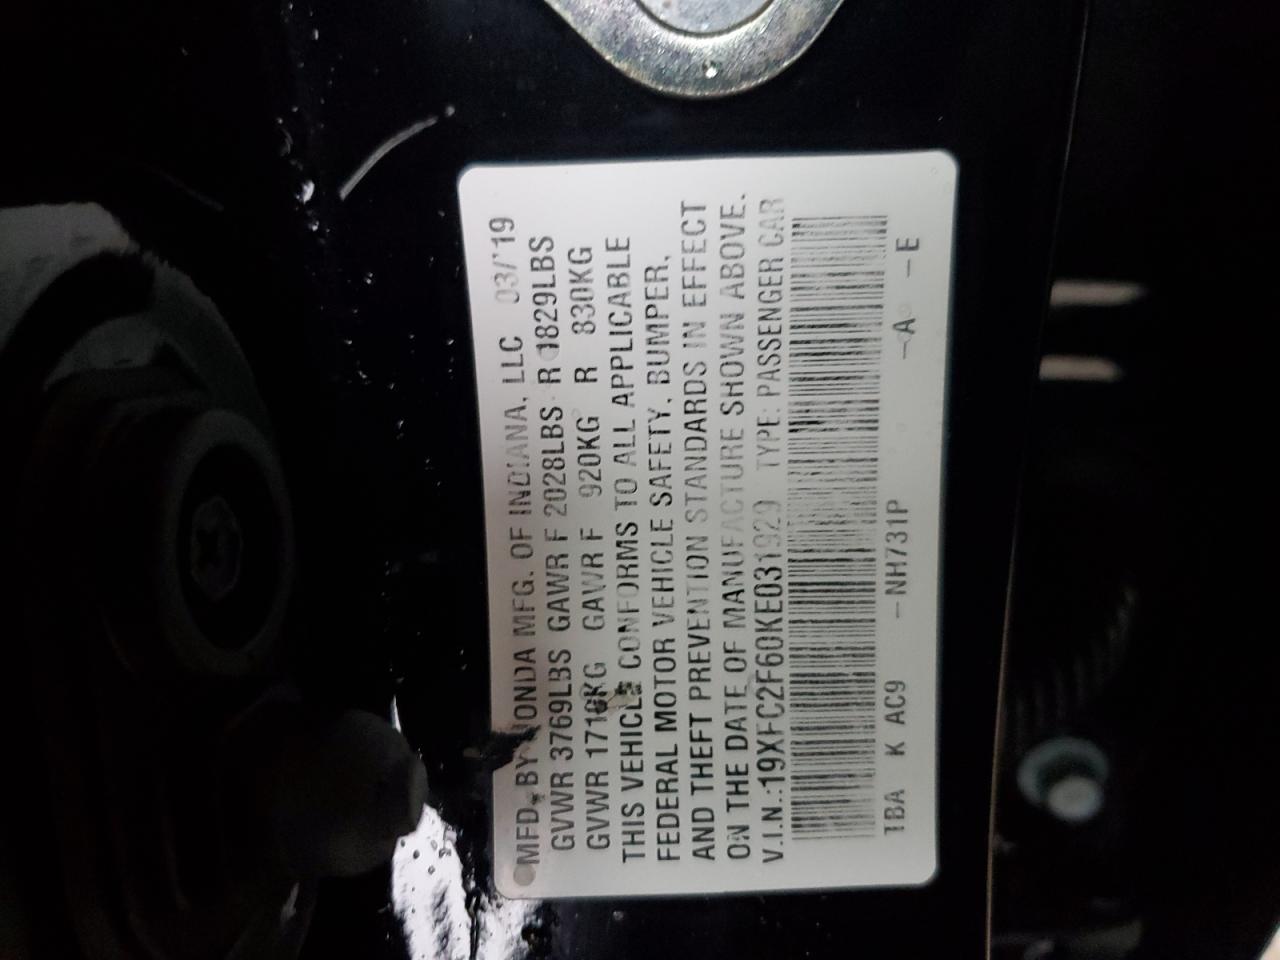 MFD. BY HONDA MFG. OF INDIANA, LLC 03/'19
GVWR 3769LBS GAWR F 2028LBS R 1829LBS
GVWR 1710KG GAWR F 920KG R 830KG
THIS VEHICLE CONFORMS TO ALL APPLICABLE
FEDERAL MOTOR VEHICLE SAFETY, BUMPER,
AND THEFT PREVENTION STANDARDS IN EFFECT
ON THE DATE OF MANUFACTURE SHOWN ABOVE.
V.I.N.:19XFC2F60KE031929 TYPE: PASSENGER CAR
TBA K AC9 –NH731P –A –E